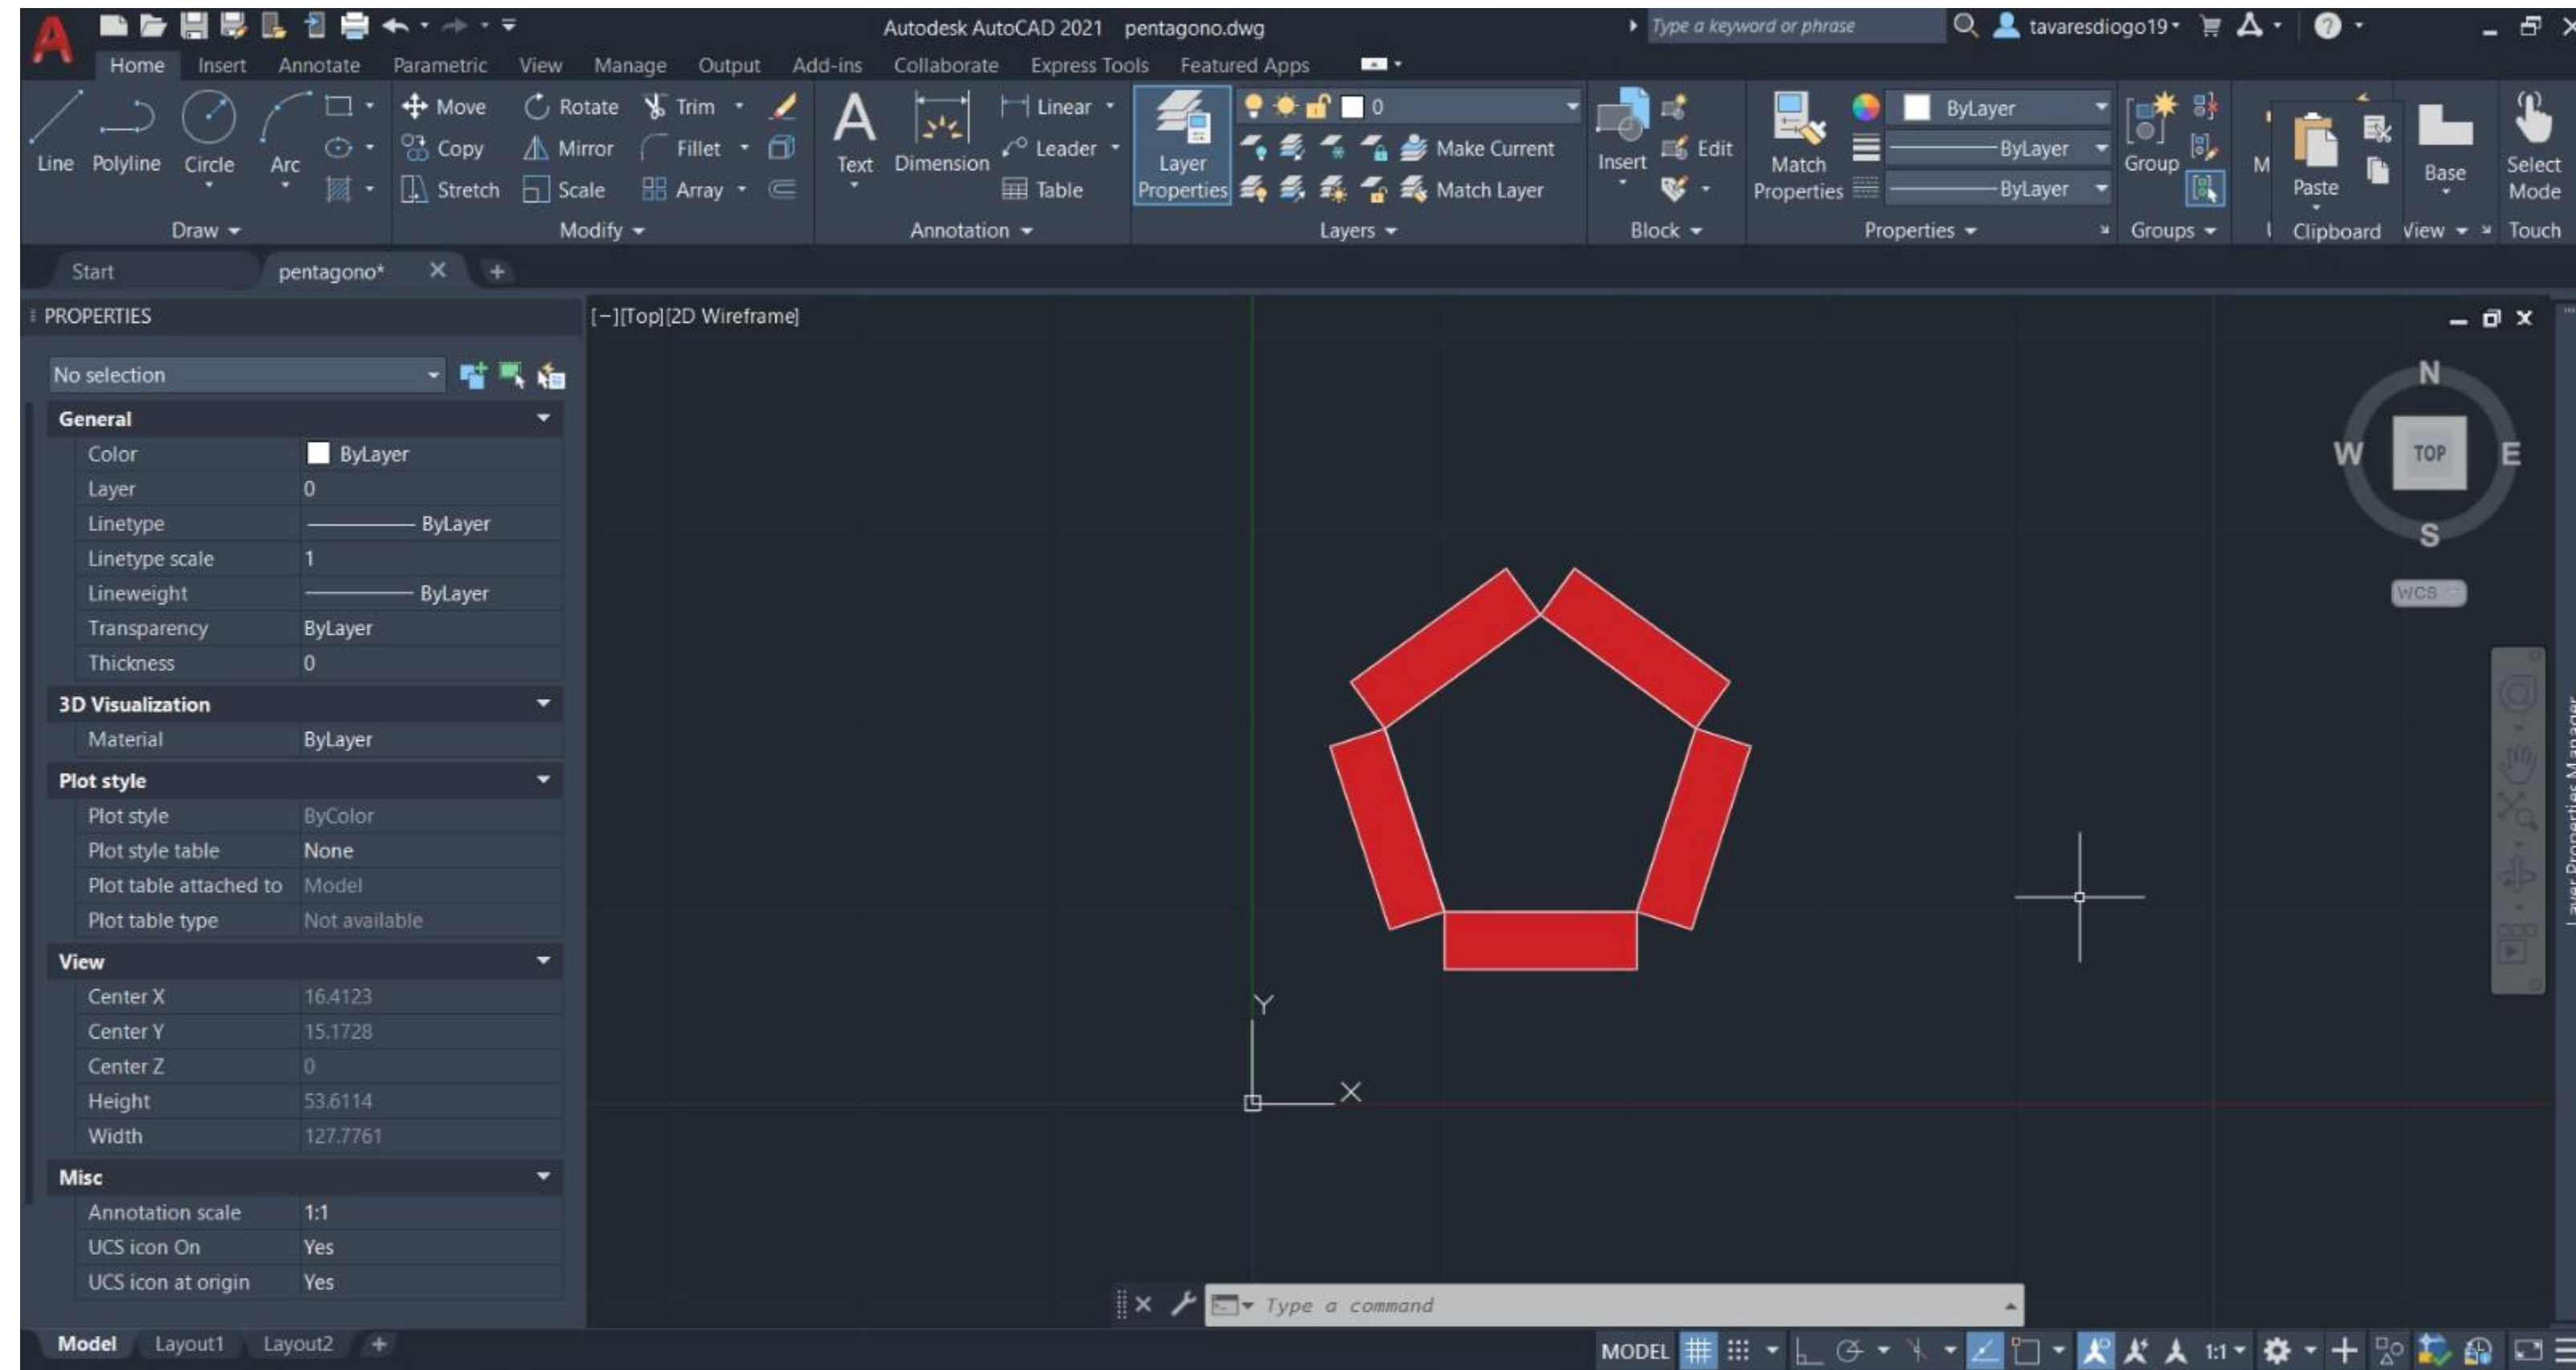 Autodesk AutoCAD 2021 pentagono.dwg Type a keyword or phrase tavaresdiogo19
Home Insert Annotate Parametric View Manage Output Add-ins Collaborate Express Tools Featured Apps
Line Polyline Circle Arc
Move Rotate Trim
Copy Mirror Fillet
Stretch Scale Array
Text Dimension
Linear
Leader
Table
Layer Properties
0
Make Current
Match Layer
Insert Edit
Match Properties
ByLayer
ByLayer
ByLayer
Group
M
Paste
Base
Select Mode
Draw Modify Annotation Layers Block Properties Groups Clipboard View Touch
Start pentagono*
PROPERTIES
[−][Top][2D Wireframe]
No selection
General
Color ByLayer
Layer 0
Linetype ByLayer
Linetype scale 1
Lineweight ByLayer
Transparency ByLayer
Thickness 0
3D Visualization
Material ByLayer
Plot style
Plot style ByColor
Plot style table None
Plot table attached to Model
Plot table type Not available
View
Center X 16.4123
Center Y 15.1728
Center Z 0
Height 53.6114
Width 127.7761
Misc
Annotation scale 1:1
UCS icon On Yes
UCS icon at origin Yes
N
W TOP E
S
WCS
Layer Properties Manager
Y
X
Type a command
Model Layout1 Layout2
MODEL 1:1